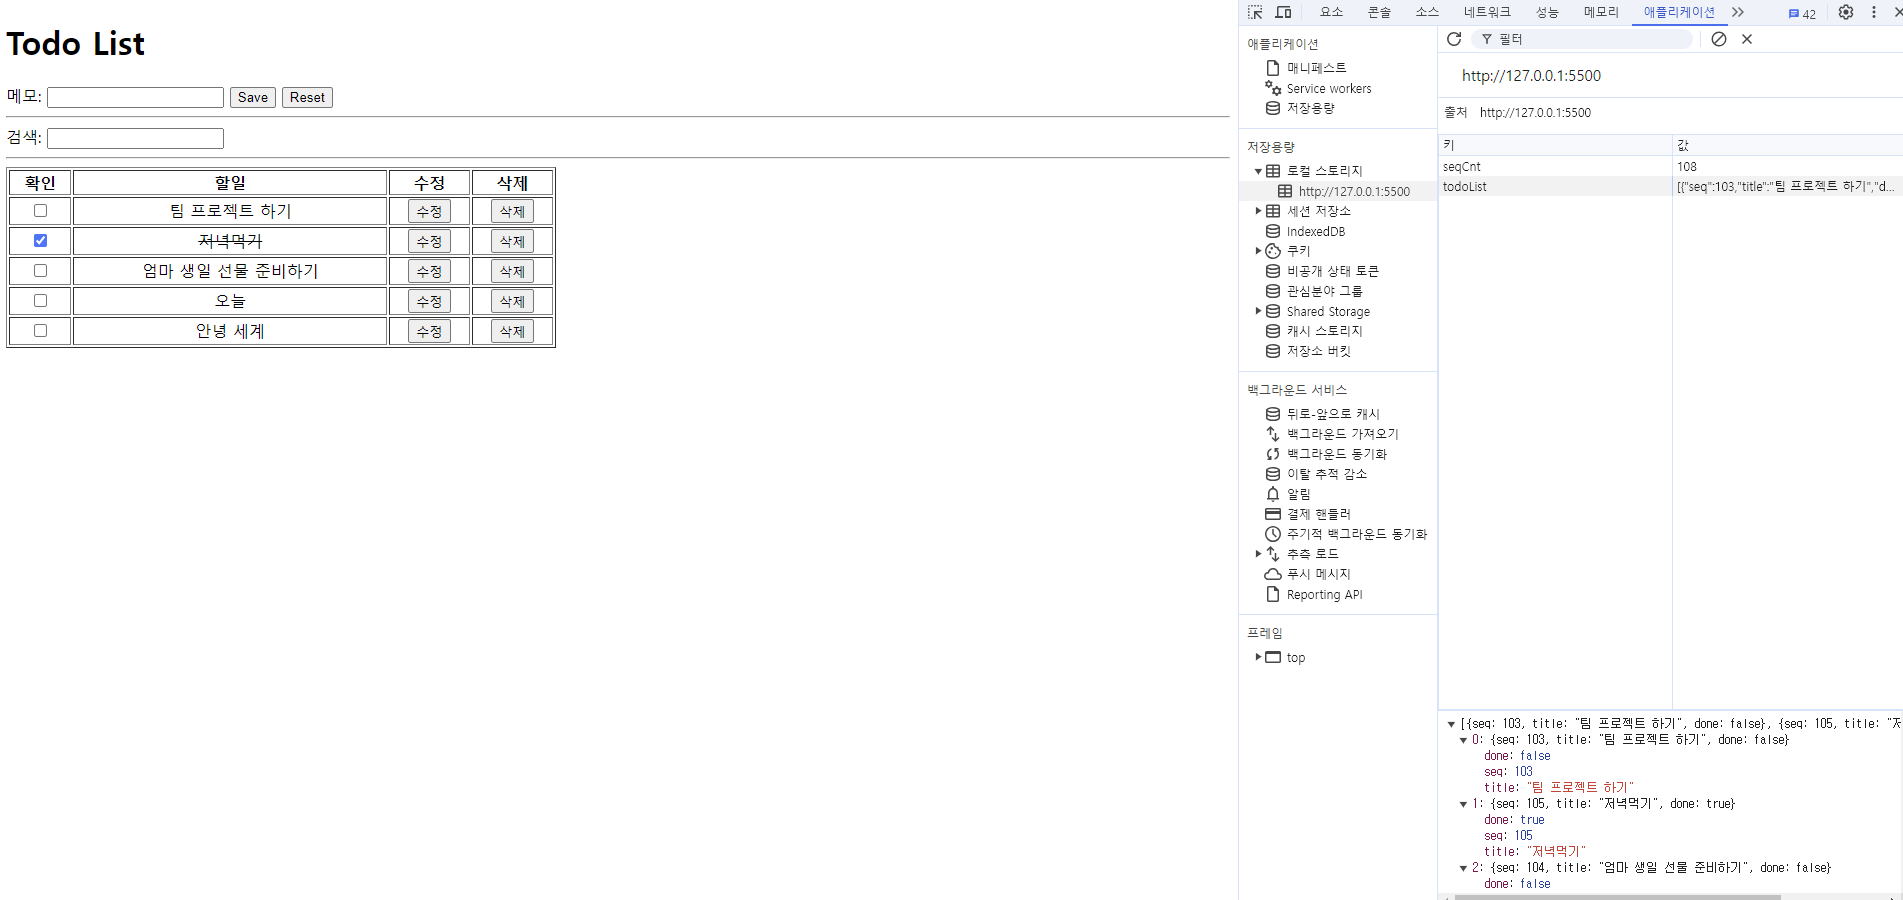 Todo List
메모: Save Reset
검색:
확인 할일 수정 삭제
팀 프로젝트 하기 수정 삭제
저녁먹기 수정 삭제
엄마 생일 선물 준비하기 수정 삭제
오늘 수정 삭제
안녕 세계 수정 삭제
요소 콘솔 소스 네트워크 성능 메모리 애플리케이션 42
애플리케이션
매니페스트
Service workers
저장용량
저장용량
로컬 스토리지
http://127.0.0.1:5500
세션 저장소
IndexedDB
쿠키
비공개 상태 토큰
관심분야 그룹
Shared Storage
캐시 스토리지
저장소 버킷
백그라운드 서비스
뒤로-앞으로 캐시
백그라운드 가져오기
백그라운드 동기화
이탈 추적 감소
알림
결제 핸들러
주기적 백그라운드 동기화
추측 로드
푸시 메시지
Reporting API
프레임
top
필터
http://127.0.0.1:5500
출처 http://127.0.0.1:5500
키 값
seqCnt 108
todoList [{"seq":103,"title":"팀 프로젝트 하기","d...
[{seq: 103, title: "팀 프로젝트 하기", done: false}, {seq: 105, title: "저
0: {seq: 103, title: "팀 프로젝트 하기", done: false}
done: false
seq: 103
title: "팀 프로젝트 하기"
1: {seq: 105, title: "저녁먹기", done: true}
done: true
seq: 105
title: "저녁먹기"
2: {seq: 104, title: "엄마 생일 선물 준비하기", done: false}
done: false